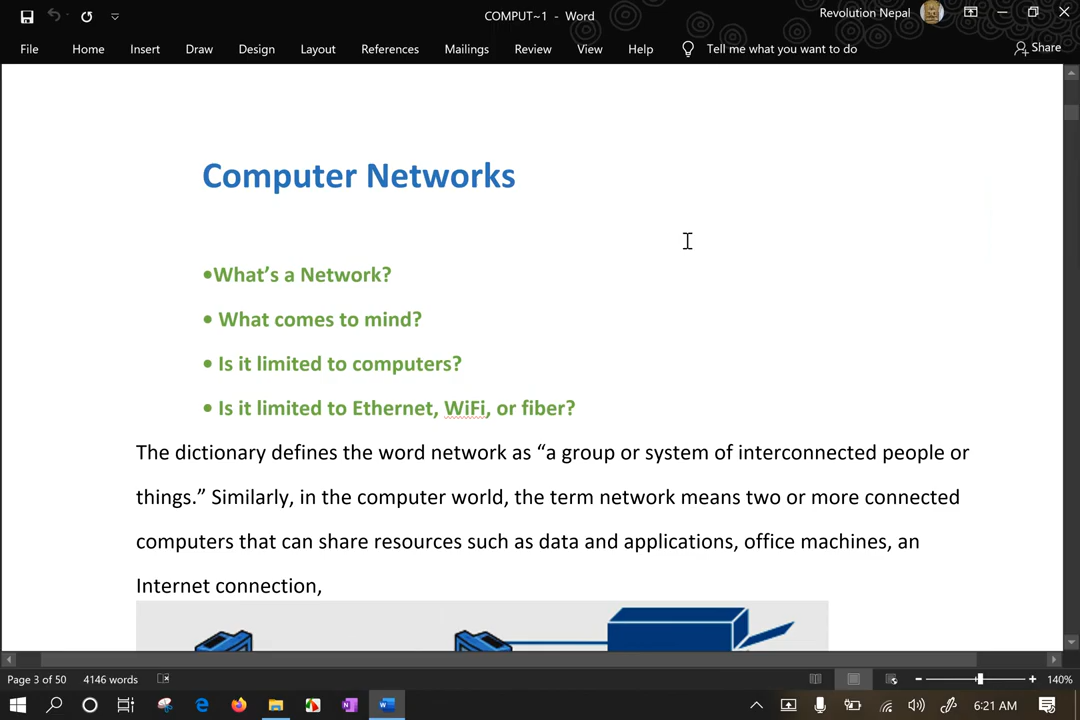 COMPUT~1 - Word
Revolution Nepal
File Home Insert Draw Design Layout References Mailings Review View Help Tell me what you want to do Share
Computer Networks
•What’s a Network?
• What comes to mind?
• Is it limited to computers?
• Is it limited to Ethernet, WiFi, or fiber?
The dictionary defines the word network as “a group or system of interconnected people or
things.” Similarly, in the computer world, the term network means two or more connected
computers that can share resources such as data and applications, office machines, an
Internet connection,
Page 3 of 50 4146 words 140%
6:21 AM